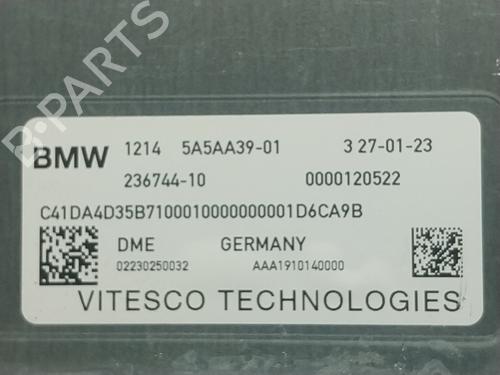 B-PARTS
BMW 1214 5A5AA39-01 3 27-01-23
236744-10 0000120522
C41DA4D35B7100010000000001D6CA9B
DME GERMANY
02230250032 AAA1910140000
VITESCO TECHNOLOGIES